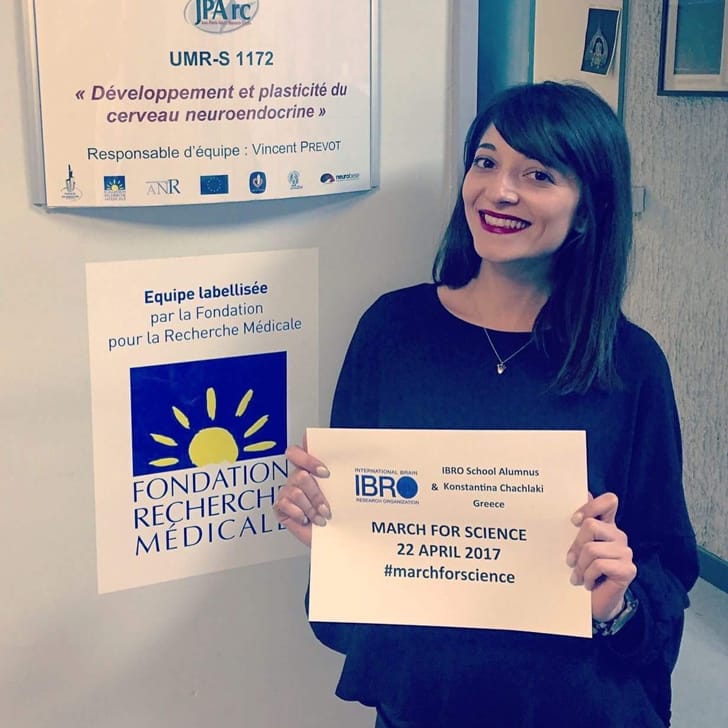 JPArc
UMR-S 1172
« Développement et plasticité du
cerveau neuroendocrine »
Responsable d'équipe : Vincent PREVOT
ANR
neurobese
Equipe labellisée
par la Fondation
pour la Recherche Médicale
FONDATION
RECHERCHE
MÉDICALE
INTERNATIONAL BRAIN
IBRO
RESEARCH ORGANIZATION
IBRO School Alumnus
& Konstantina Chachlaki
Greece
MARCH FOR SCIENCE
22 APRIL 2017
#marchforscience